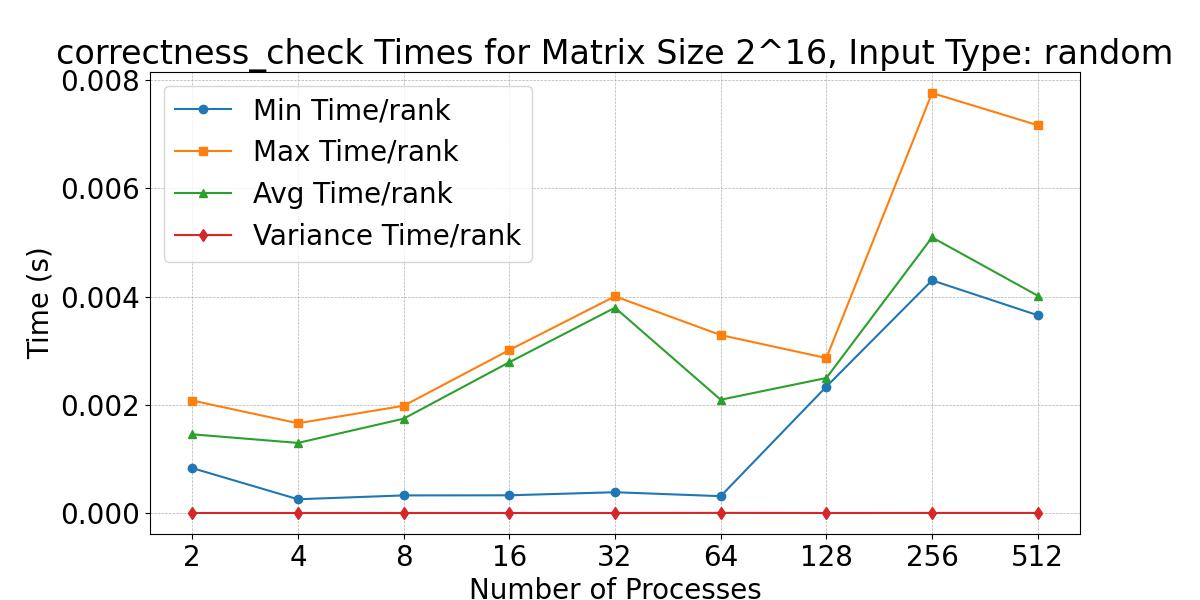 correctness_check Times for Matrix Size 2^16, Input Type: random
0.008
0.006
0.004
0.002
0.000
Time (s)
Min Time/rank
Max Time/rank
Avg Time/rank
Variance Time/rank
2 4 8 16 32 64 128 256 512
Number of Processes